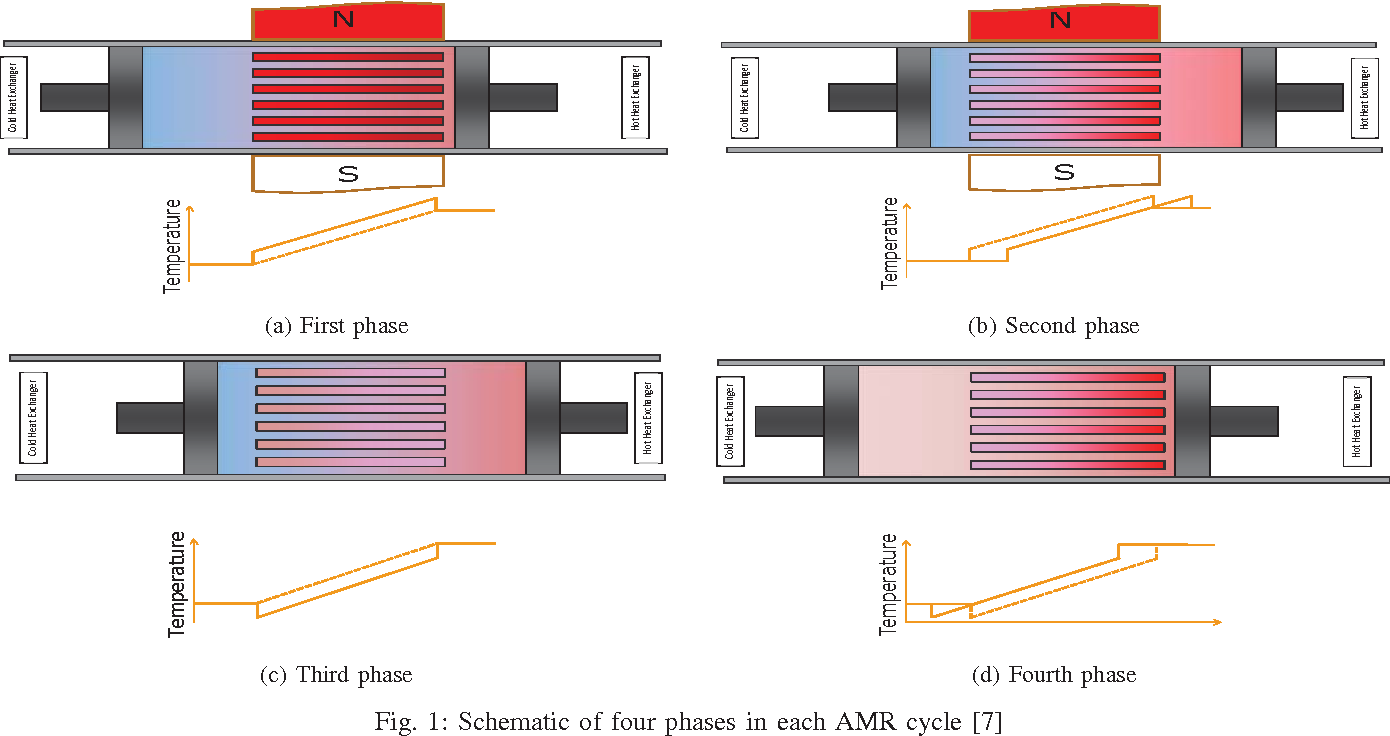 N
Cold Heat Exchanger
Hot Heat Exchanger
S
Temperature
(a) First phase
N
Cold Heat Exchanger
Hot Heat Exchanger
S
Temperature
(b) Second phase
Cold Heat Exchanger
Hot Heat Exchanger
Temperature
(c) Third phase
Cold Heat Exchanger
Hot Heat Exchanger
Temperature
(d) Fourth phase
Fig. 1: Schematic of four phases in each AMR cycle [7]